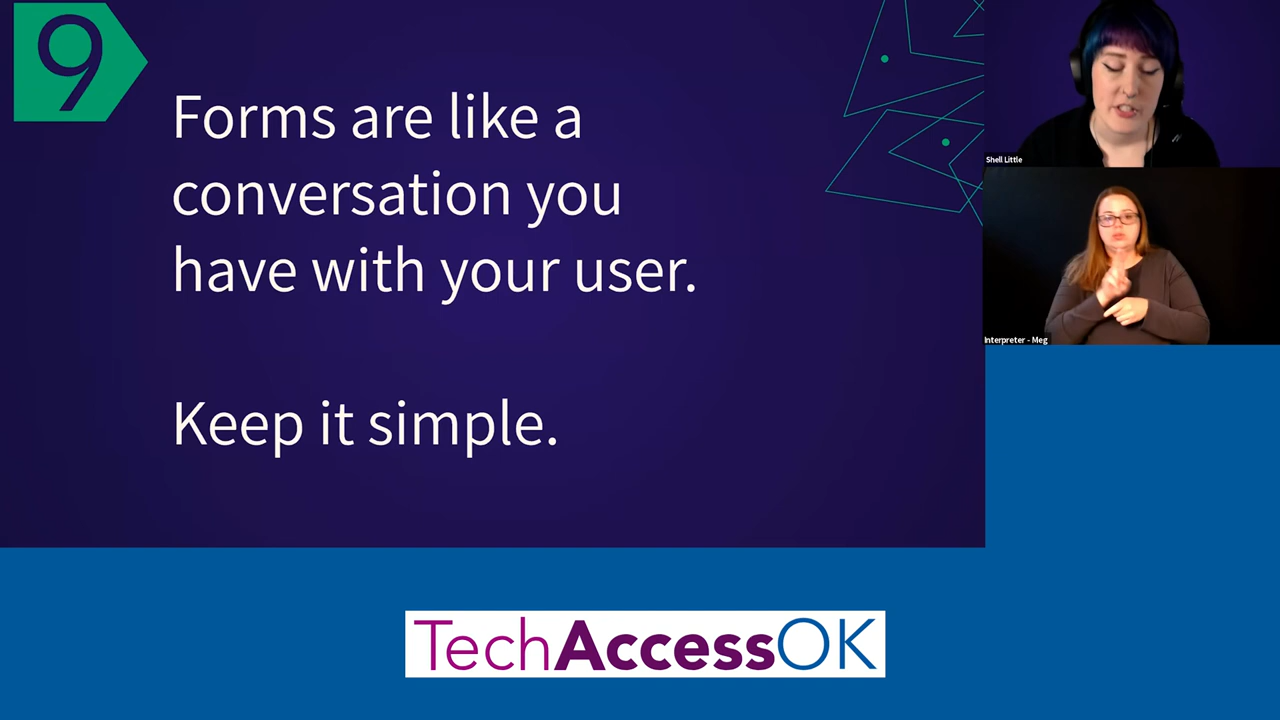 9
Forms are like a
conversation you
have with your user.
Keep it simple.
Shell Little
Interpreter - Meg
TechAccessOK